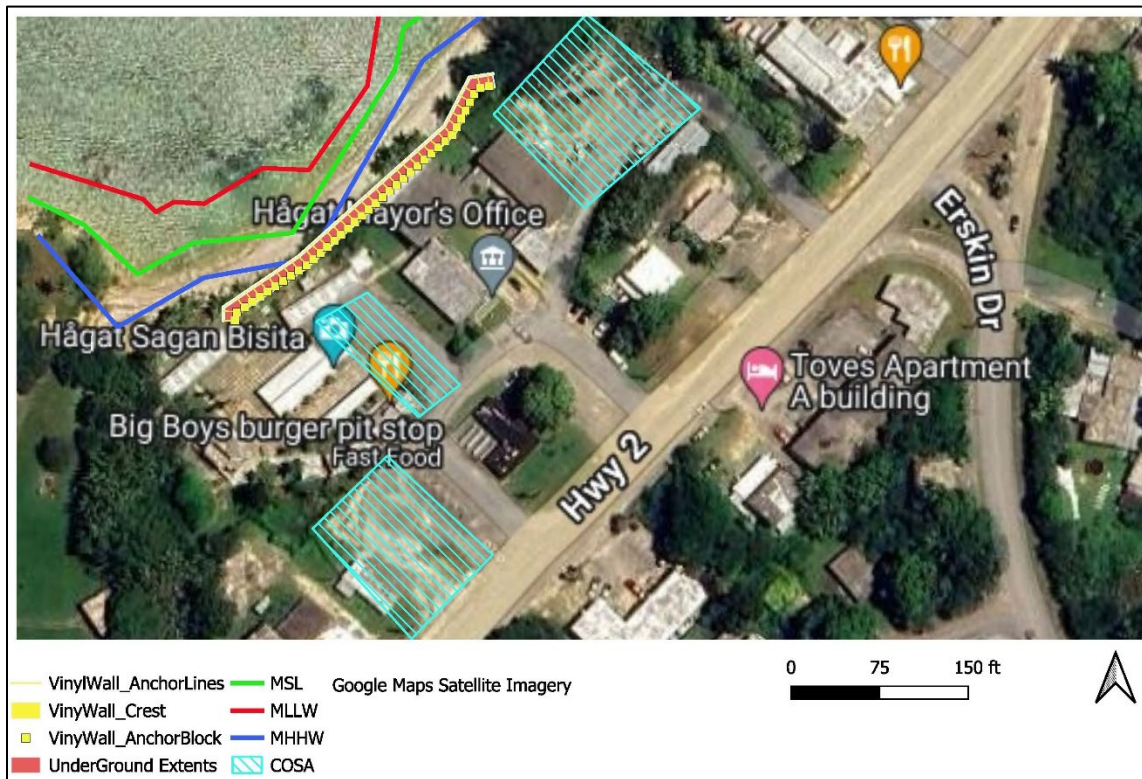 Hågat Mayor's Office
Erskin Dr
Hågat Sagan Bisita
Toves Apartment
A building
Big Boys burger pit stop
Fast Food
Hwy 2
VinylWall_AnchorLines
VinyWall_Crest
VinyWall_AnchorBlock
UnderGround Extents
MSL
MLLW
MHHW
COSA
Google Maps Satellite Imagery
0 75 150 ft